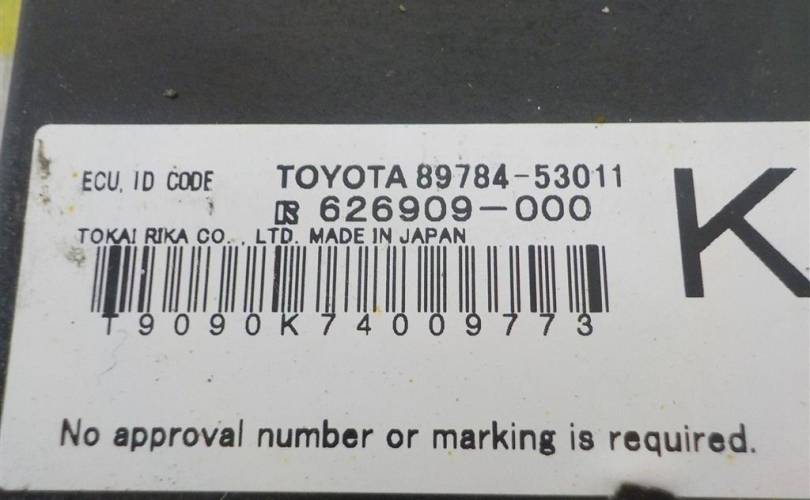 ECU, ID CODE TOYOTA 89784-53011
626909-000
K
TOKAI RIKA CO., LTD. MADE IN JAPAN
T9090K74009773
No approval number or marking is required.